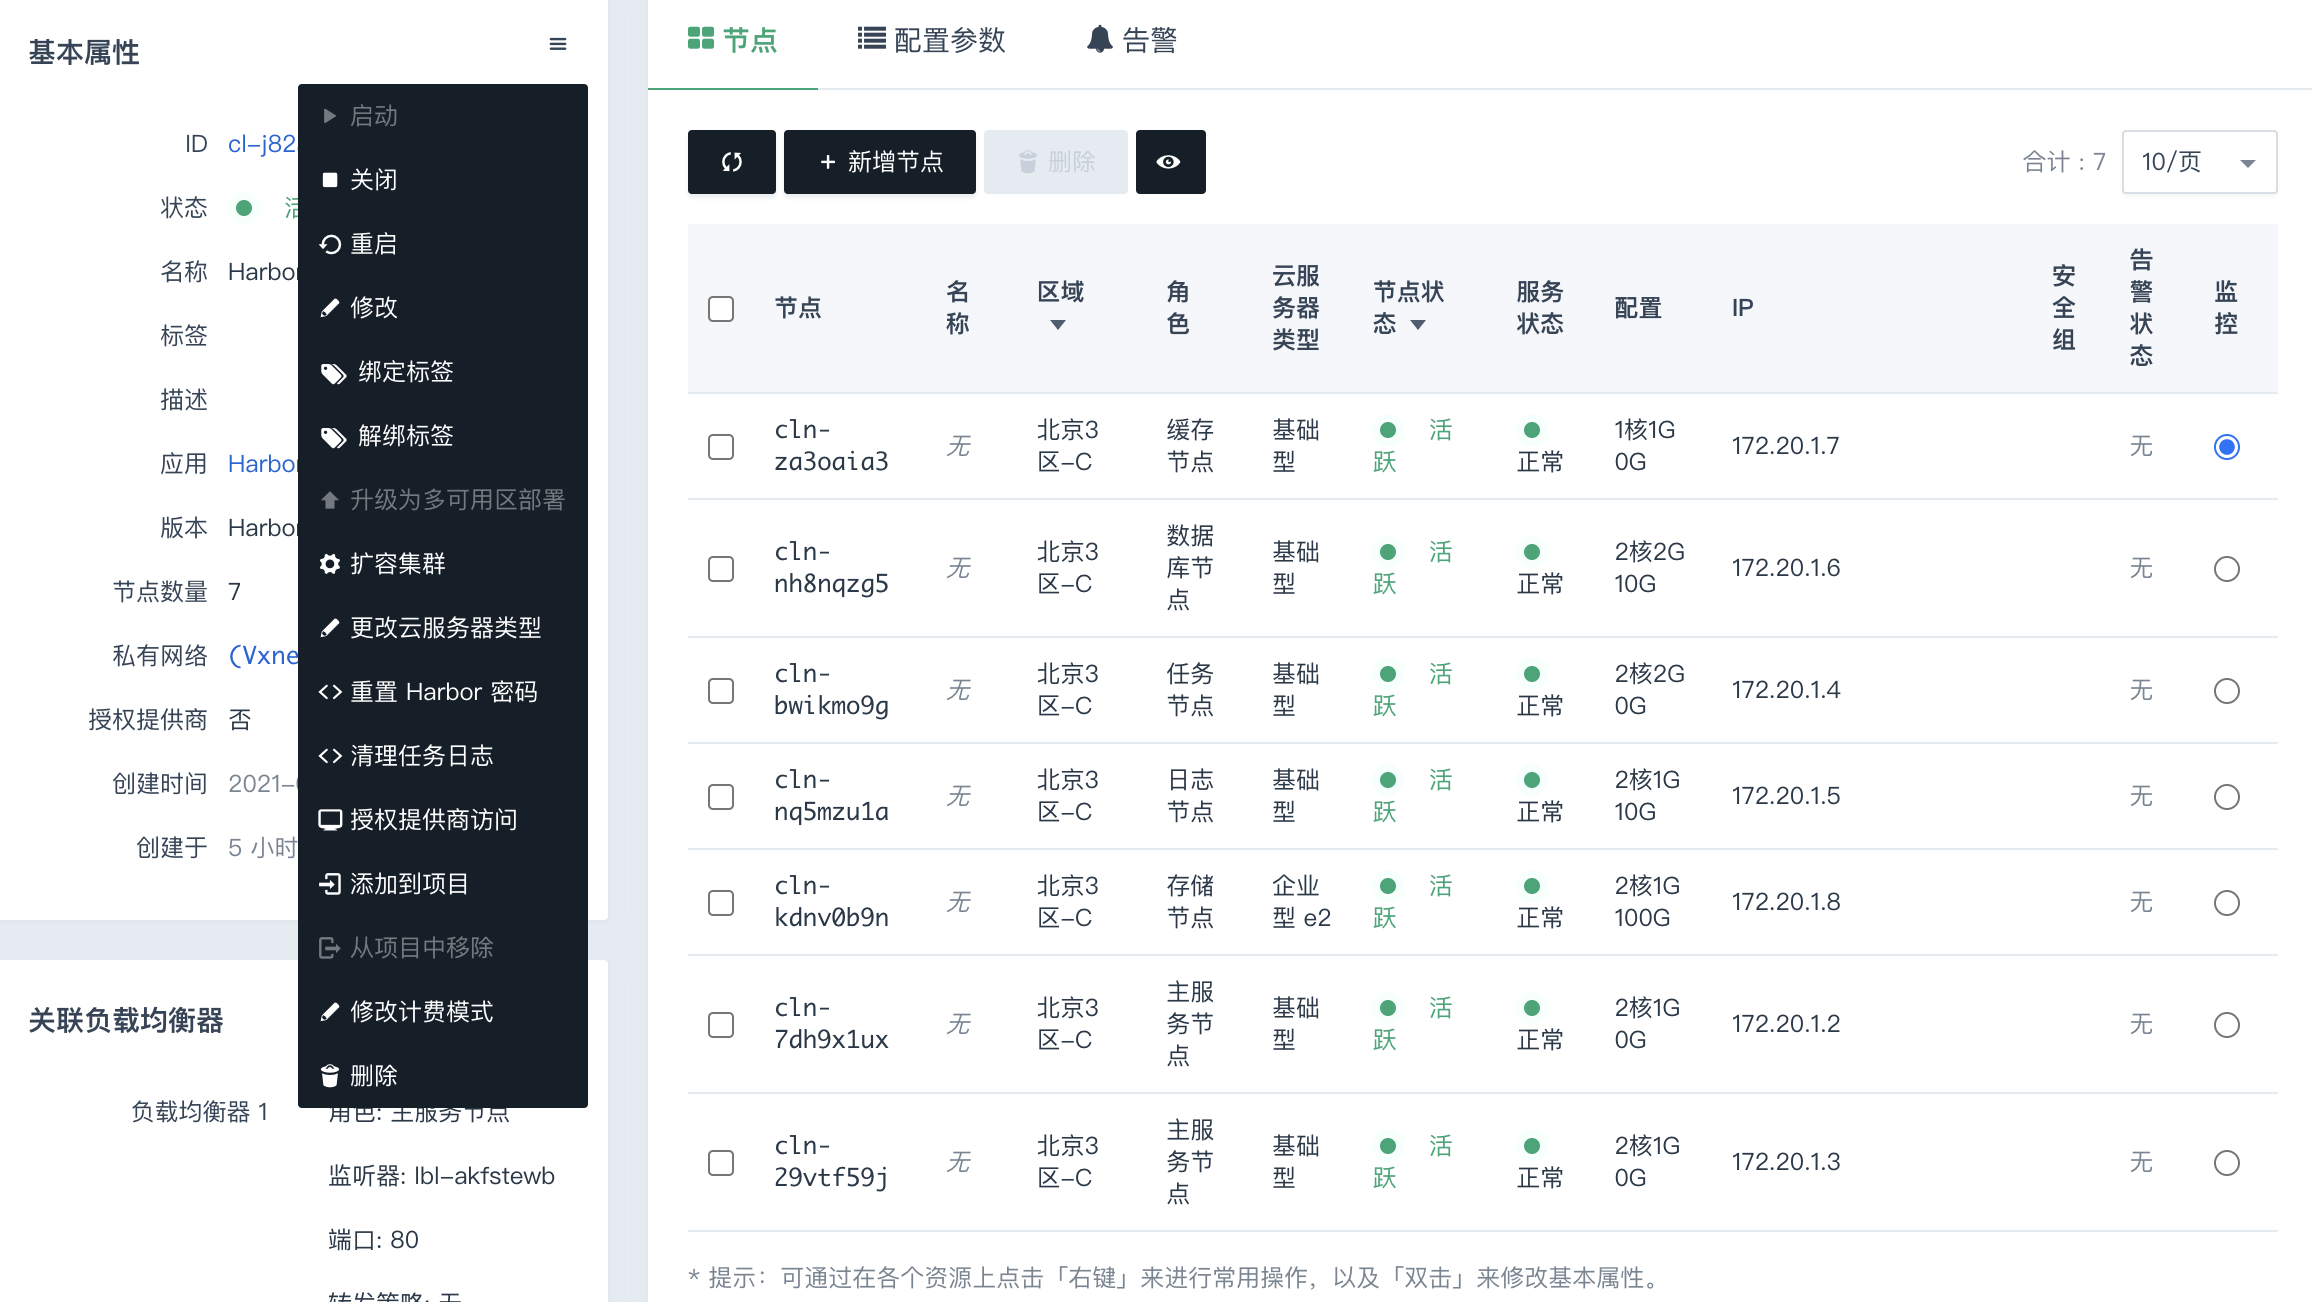 基本属性
ID cl-j82
状态 活
名称 Harbor
标签
描述
应用 Harbor
版本 Harbor
节点数量 7
私有网络 (Vxne
授权提供商 否
创建时间 2021-
创建于 5 小时
启动
关闭
重启
修改
绑定标签
解绑标签
升级为多可用区部署
扩容集群
更改云服务器类型
重置 Harbor 密码
清理任务日志
授权提供商访问
添加到项目
从项目中移除
修改计费模式
删除
关联负载均衡器
负载均衡器 1
角色: 主服务节点
监听器: lbl-akfstewb
端口: 80
转发策略: 无
节点 配置参数 告警
+ 新增节点 删除
合计：7 10/页
节点
名
称
区域
角
色
云服
务器
类型
节点状
态
服务
状态
配置
IP
安
全
组
告
警
状
态
监
控
cln-
za3oaia3
无
北京3
区-C
缓存
节点
基础
型
活
跃
正常
1核1G
0G
172.20.1.7
无
cln-
nh8nqzg5
无
北京3
区-C
数据
库节
点
基础
型
活
跃
正常
2核2G
10G
172.20.1.6
无
cln-
bwikmo9g
无
北京3
区-C
任务
节点
基础
型
活
跃
正常
2核2G
0G
172.20.1.4
无
cln-
nq5mzu1a
无
北京3
区-C
日志
节点
基础
型
活
跃
正常
2核1G
10G
172.20.1.5
无
cln-
kdnv0b9n
无
北京3
区-C
存储
节点
企业
型 e2
活
跃
正常
2核1G
100G
172.20.1.8
无
cln-
7dh9x1ux
无
北京3
区-C
主服
务节
点
基础
型
活
跃
正常
2核1G
0G
172.20.1.2
无
cln-
29vtf59j
无
北京3
区-C
主服
务节
点
基础
型
活
跃
正常
2核1G
0G
172.20.1.3
无
* 提示：可通过在各个资源上点击「右键」来进行常用操作，以及「双击」来修改基本属性。